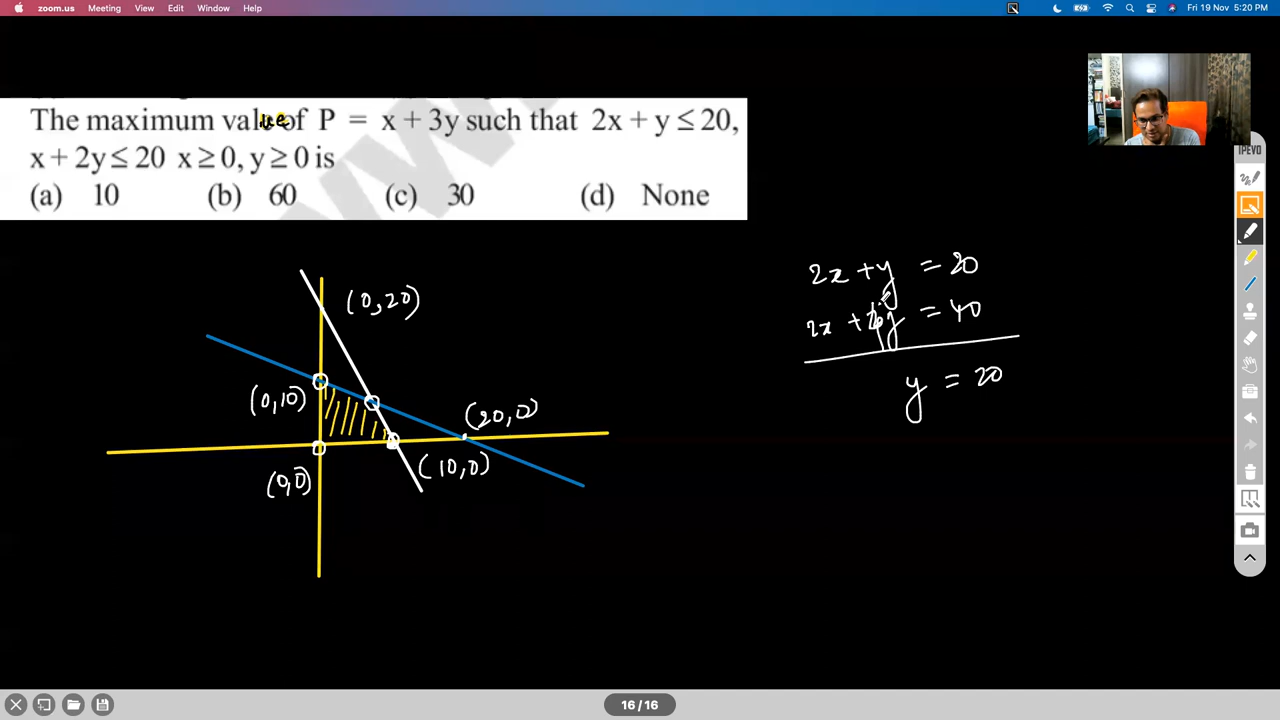 zoom.us Meeting View Edit Window Help
Fri 19 Nov 5:20 PM
The maximum value of P = x + 3y such that 2x + y ≤ 20,
x + 2y ≤ 20 x ≥ 0, y ≥ 0 is
(a) 10 (b) 60 (c) 30 (d) None
IPEVO
(0,20)
(0,10)
(20,0)
(10,0)
(0,0)
2x + y = 20
2x + y = 40
y = 20
16 / 16